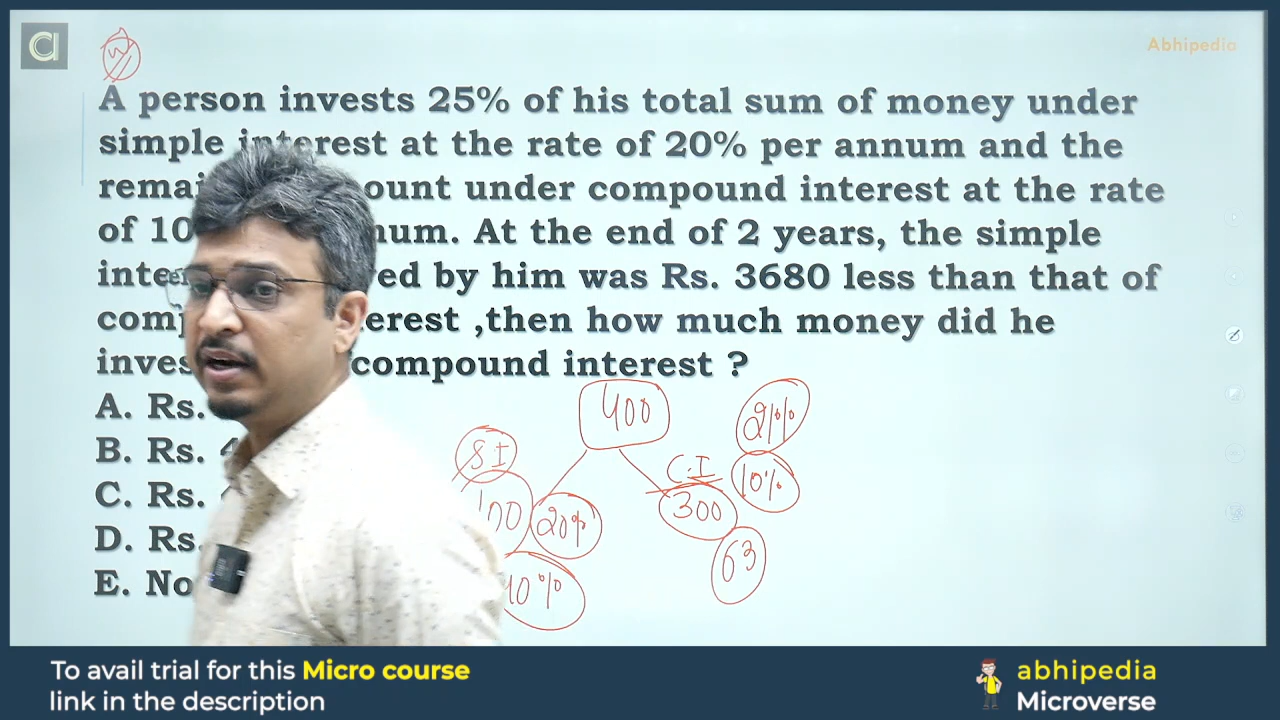 Abhipedia
A person invests 25% of his total sum of money under
simple interest at the rate of 20% per annum and the
remai ount under compound interest at the rate
of 10 num. At the end of 2 years, the simple
inte ed by him was Rs. 3680 less than that of
com erest ,then how much money did he
inves compound interest ?
A. Rs.
B. Rs. 4
C. Rs.
D. Rs.
E. No
400
S.I
C.I
21%
10%
100
20%
300
63
40%
To avail trial for this Micro course
link in the description
abhipedia
Microverse